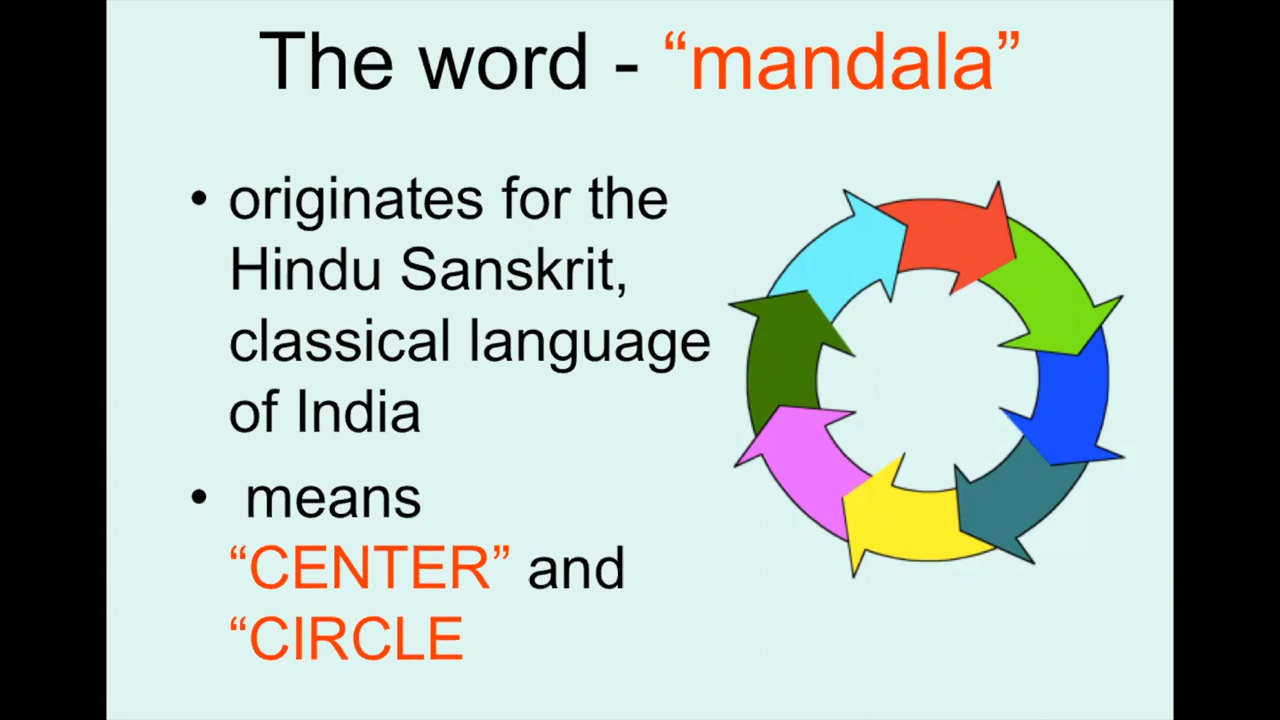 The word - “mandala”
• originates for the
Hindu Sanskrit,
classical language
of India
• means
“CENTER” and
“CIRCLE